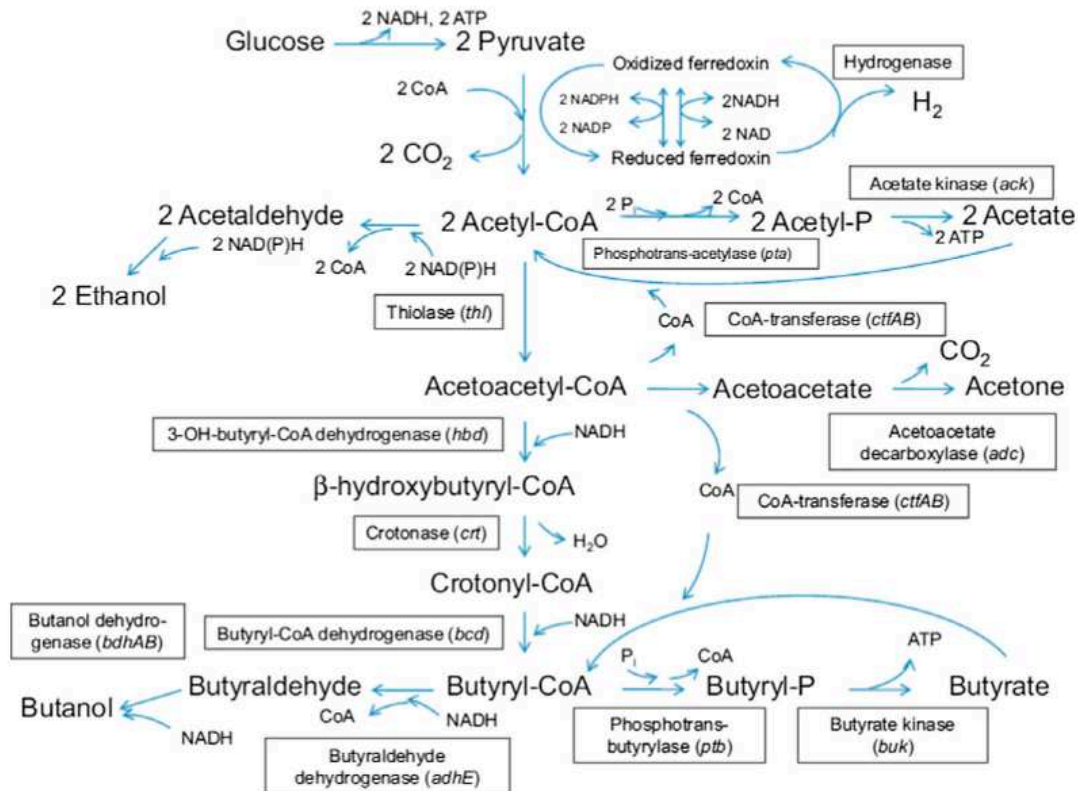 2 NADH, 2 ATP
Glucose
2 Pyruvate
Oxidized ferredoxin
Hydrogenase
2 CoA
2 NADPH
2NADH
H2
2 NADP
2 NAD
2 CO2
Reduced ferredoxin
Acetate kinase (ack)
2 Acetaldehyde
2 Acetyl-CoA
2 Pi
2 CoA
2 Acetyl-P
2 Acetate
2 NAD(P)H
2 CoA
2 NAD(P)H
Phosphotrans-acetylase (pta)
2 ATP
2 Ethanol
Thiolase (thl)
CoA
CoA-transferase (ctfAB)
CO2
Acetoacetyl-CoA
Acetoacetate
Acetone
3-OH-butyryl-CoA dehydrogenase (hbd)
NADH
Acetoacetate
decarboxylase (adc)
β-hydroxybutyryl-CoA
CoA
CoA-transferase (ctfAB)
Crotonase (crt)
H2O
Crotonyl-CoA
Butanol dehydro-
genase (bdhAB)
Butyryl-CoA dehydrogenase (bcd)
NADH
Pi
CoA
ATP
Butanol
Butyraldehyde
Butyryl-CoA
Butyryl-P
Butyrate
NADH
CoA
NADH
Phosphotrans-
butyrylase (ptb)
Butyrate kinase
(buk)
Butyraldehyde
dehydrogenase (adhE)